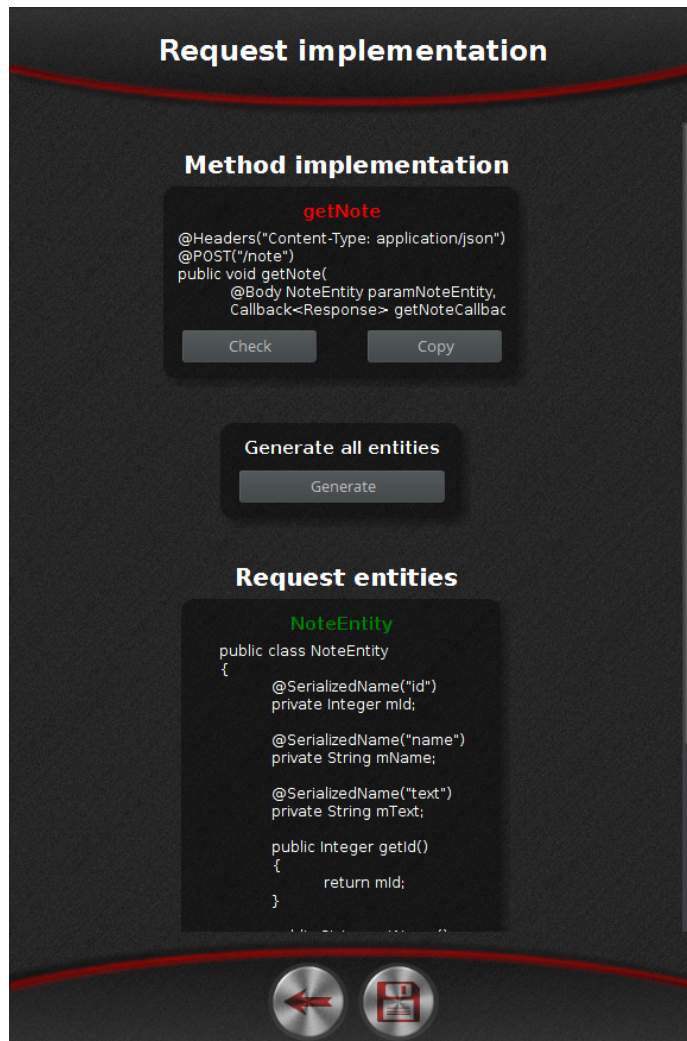 Request implementation
Method implementation
getNote
@Headers("Content-Type: application/json")
@POST("/note")
public void getNote(
@Body NoteEntity paramNoteEntity,
Callback<Response> getNoteCallbac
Check
Copy
Generate all entities
Generate
Request entities
NoteEntity
public class NoteEntity
{
@SerializedName("id")
private Integer mId;
@SerializedName("name")
private String mName;
@SerializedName("text")
private String mText;
public Integer getId()
{
return mId;
}